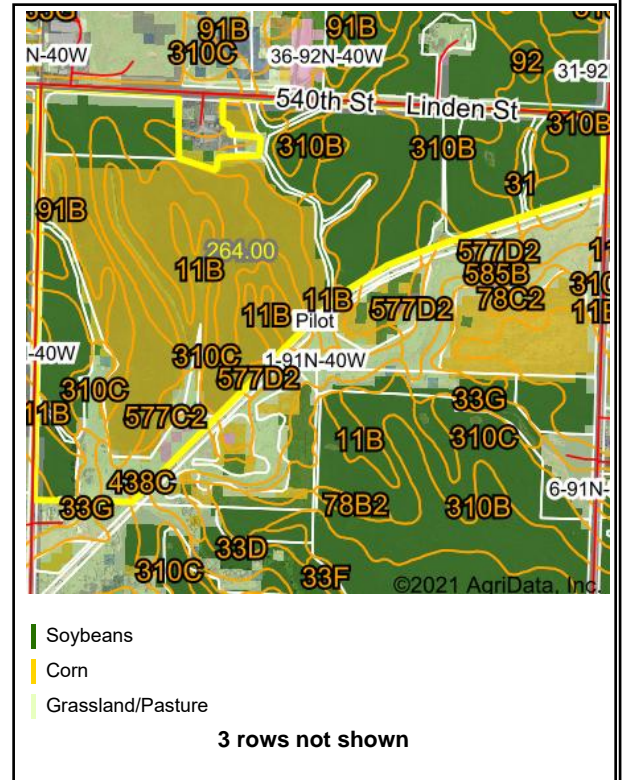 33G
91B
91B
N-40W
310C
36-92N-40W
92
31-92
540th St
Linden St
310B
310B
310B
31
91B
264.00
577D2
11B
585B
310
78C2
11B
11B
11B
577D2
Pilot
-40W
310C
1-91N-40W
577D2
310C
33G
11B
577C2
11B
310C
438C
6-91N-
33G
78B2
310B
33D
310C
33F
©2021 AgriData, Inc.
Soybeans
Corn
Grassland/Pasture
3 rows not shown